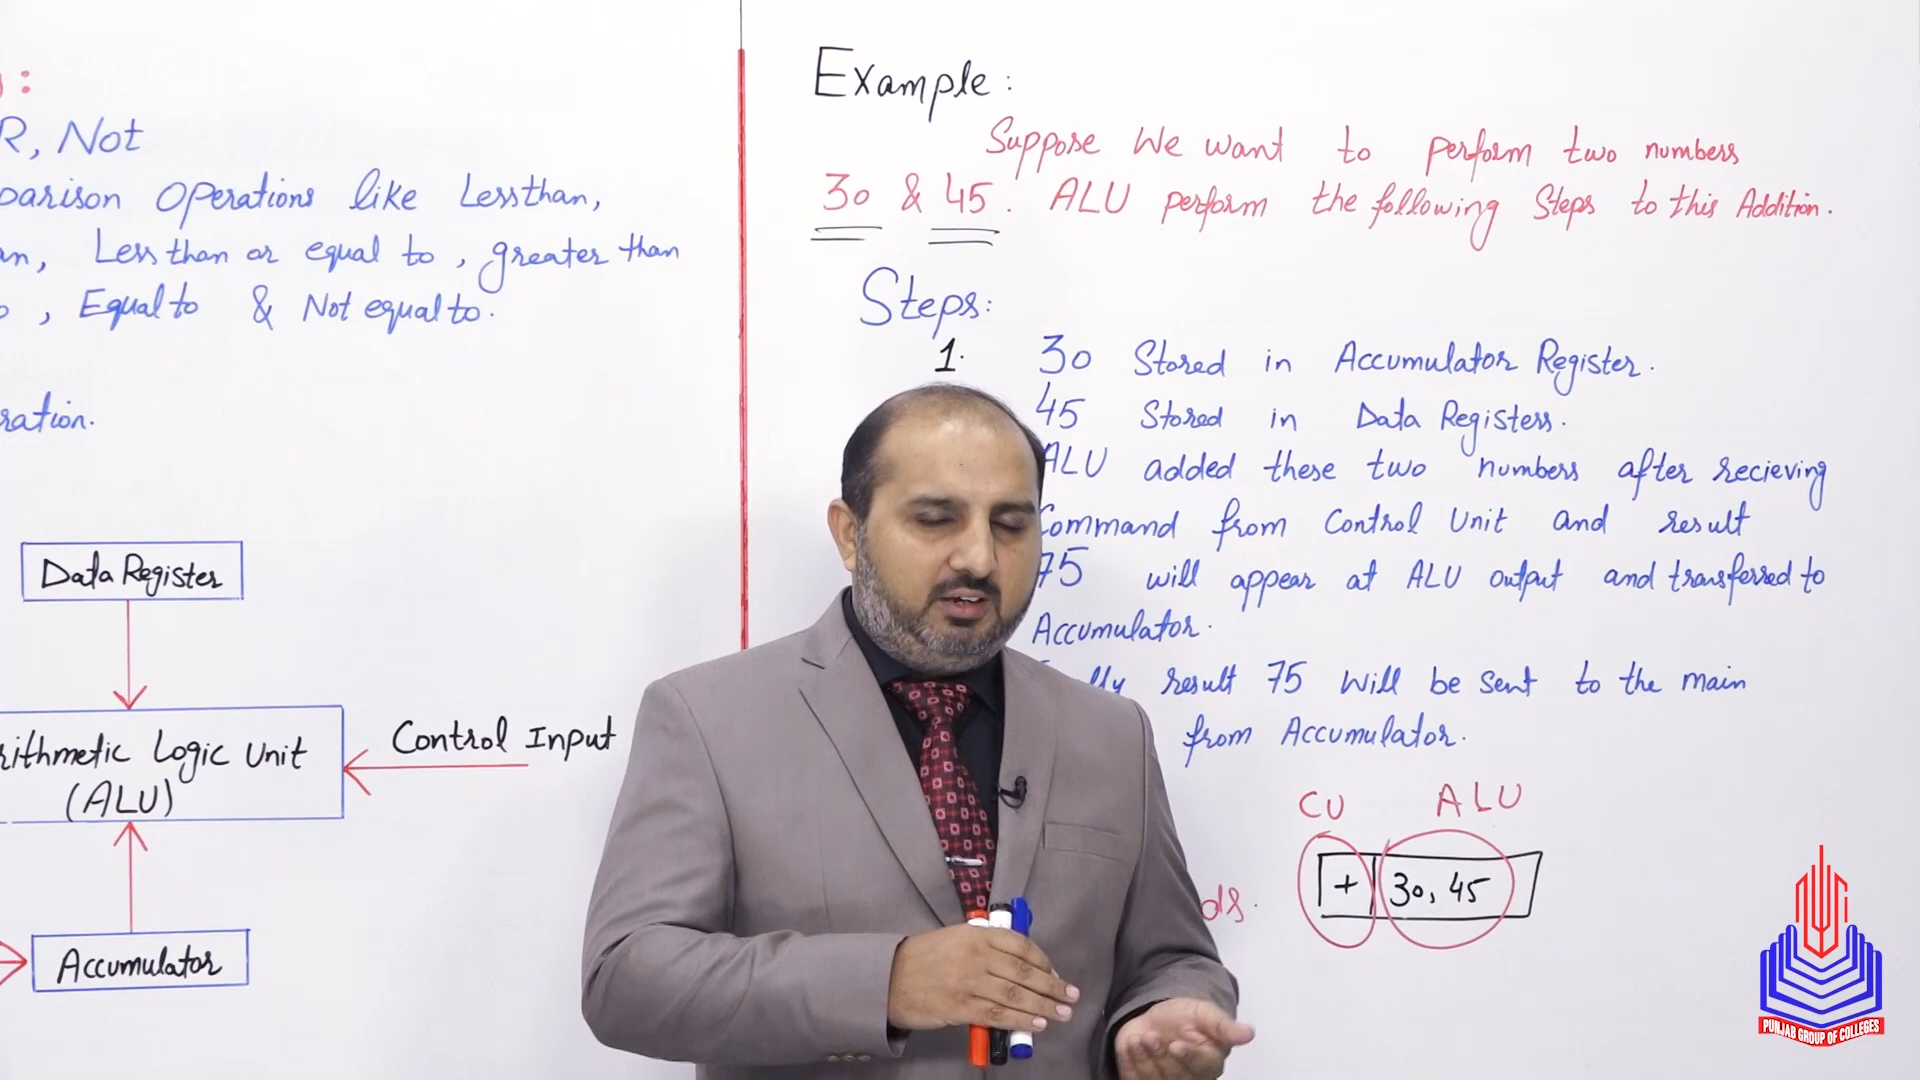 :
R, Not
parison Operations like Lessthan,
an, Less than or equal to, greater than
o, Equal to & Not equal to.
ration.
Data Register
rithmetic Logic Unit
(ALU)
Control Input
Accumulator
Example:
Suppose We want to perform two numbers
30 & 45. ALU perform the following Steps to this Addition.
Steps:
1. 30 Stored in Accumulator Register.
45 Stored in Data Registers.
ALU added these two numbers after recieving
Command from Control Unit and result
75 will appear at ALU output and transferred to
Accumulator.
lly result 75 Will be sent to the main
from Accumulator.
CU ALU
ds. + 30, 45
PUNJAB GROUP OF COLLEGES